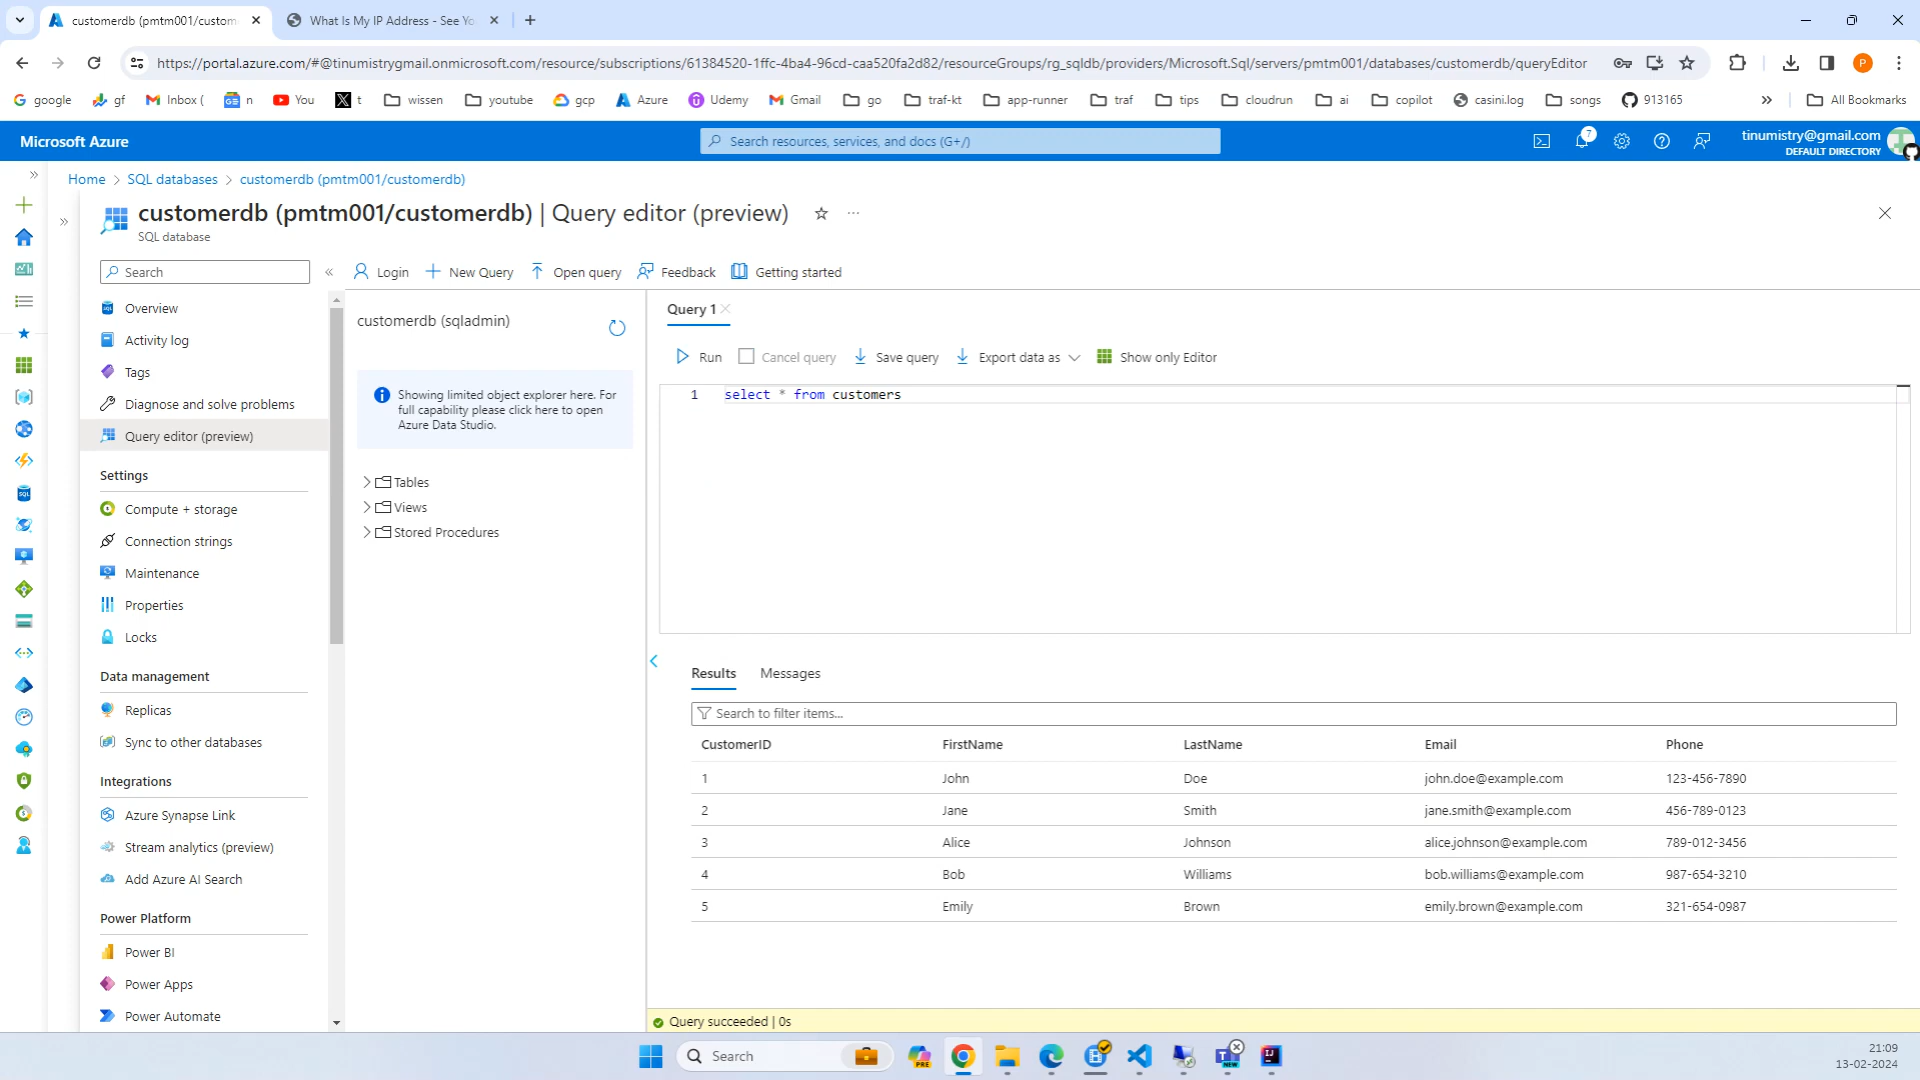 customerdb (pmtm001/custom
What Is My IP Address - See Yo
https://portal.azure.com/#@tinumistrygmail.onmicrosoft.com/resource/subscriptions/61384520-1ffc-4ba4-96cd-caa520fa2d82/resourceGroups/rg_sqldb/providers/Microsoft.Sql/servers/pmtm001/databases/customerdb/queryEditor
P
google
gf
Inbox (
n
You
t
wissen
youtube
gcp
Azure
Udemy
Gmail
go
traf-kt
app-runner
traf
tips
cloudrun
ai
copilot
casini.log
songs
913165
All Bookmarks
Microsoft Azure
Search resources, services, and docs (G+/)
7
tinumistry@gmail.com
DEFAULT DIRECTORY
Home > SQL databases > customerdb (pmtm001/customerdb)
customerdb (pmtm001/customerdb) | Query editor (preview)
SQL database
Search
Login
New Query
Open query
Feedback
Getting started
Overview
Activity log
Tags
Diagnose and solve problems
Query editor (preview)
Settings
Compute + storage
Connection strings
Maintenance
Properties
Locks
Data management
Replicas
Sync to other databases
Integrations
Azure Synapse Link
Stream analytics (preview)
Add Azure AI Search
Power Platform
Power BI
Power Apps
Power Automate
customerdb (sqladmin)
Showing limited object explorer here. For
full capability please click here to open
Azure Data Studio.
Tables
Views
Stored Procedures
Query 1
Run
Cancel query
Save query
Export data as
Show only Editor
1 select * from customers
Results
Messages
Search to filter items...
CustomerID FirstName LastName Email Phone
1 John Doe john.doe@example.com 123-456-7890
2 Jane Smith jane.smith@example.com 456-789-0123
3 Alice Johnson alice.johnson@example.com 789-012-3456
4 Bob Williams bob.williams@example.com 987-654-3210
5 Emily Brown emily.brown@example.com 321-654-0987
Query succeeded | 0s
Search
PRE
NEW
21:09
13-02-2024